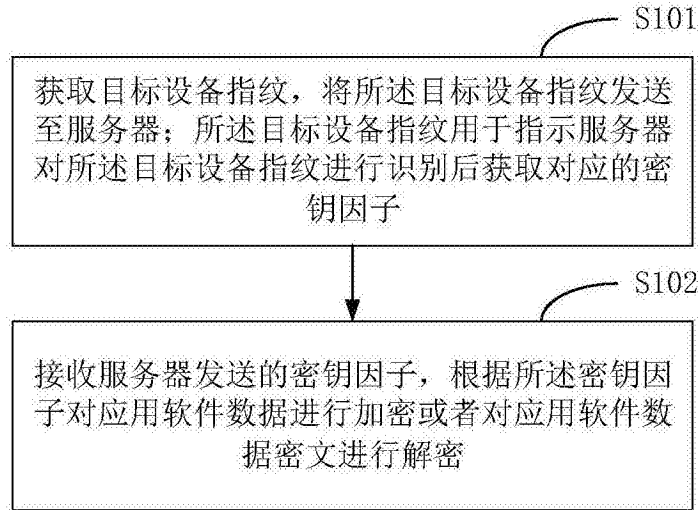 S101
获取目标设备指纹，将所述目标设备指纹发送
至服务器；所述目标设备指纹用于指示服务器
对所述目标设备指纹进行识别后获取对应的密
钥因子
S102
接收服务器发送的密钥因子，根据所述密钥因
子对应用软件数据进行加密或者对应用软件数
据密文进行解密